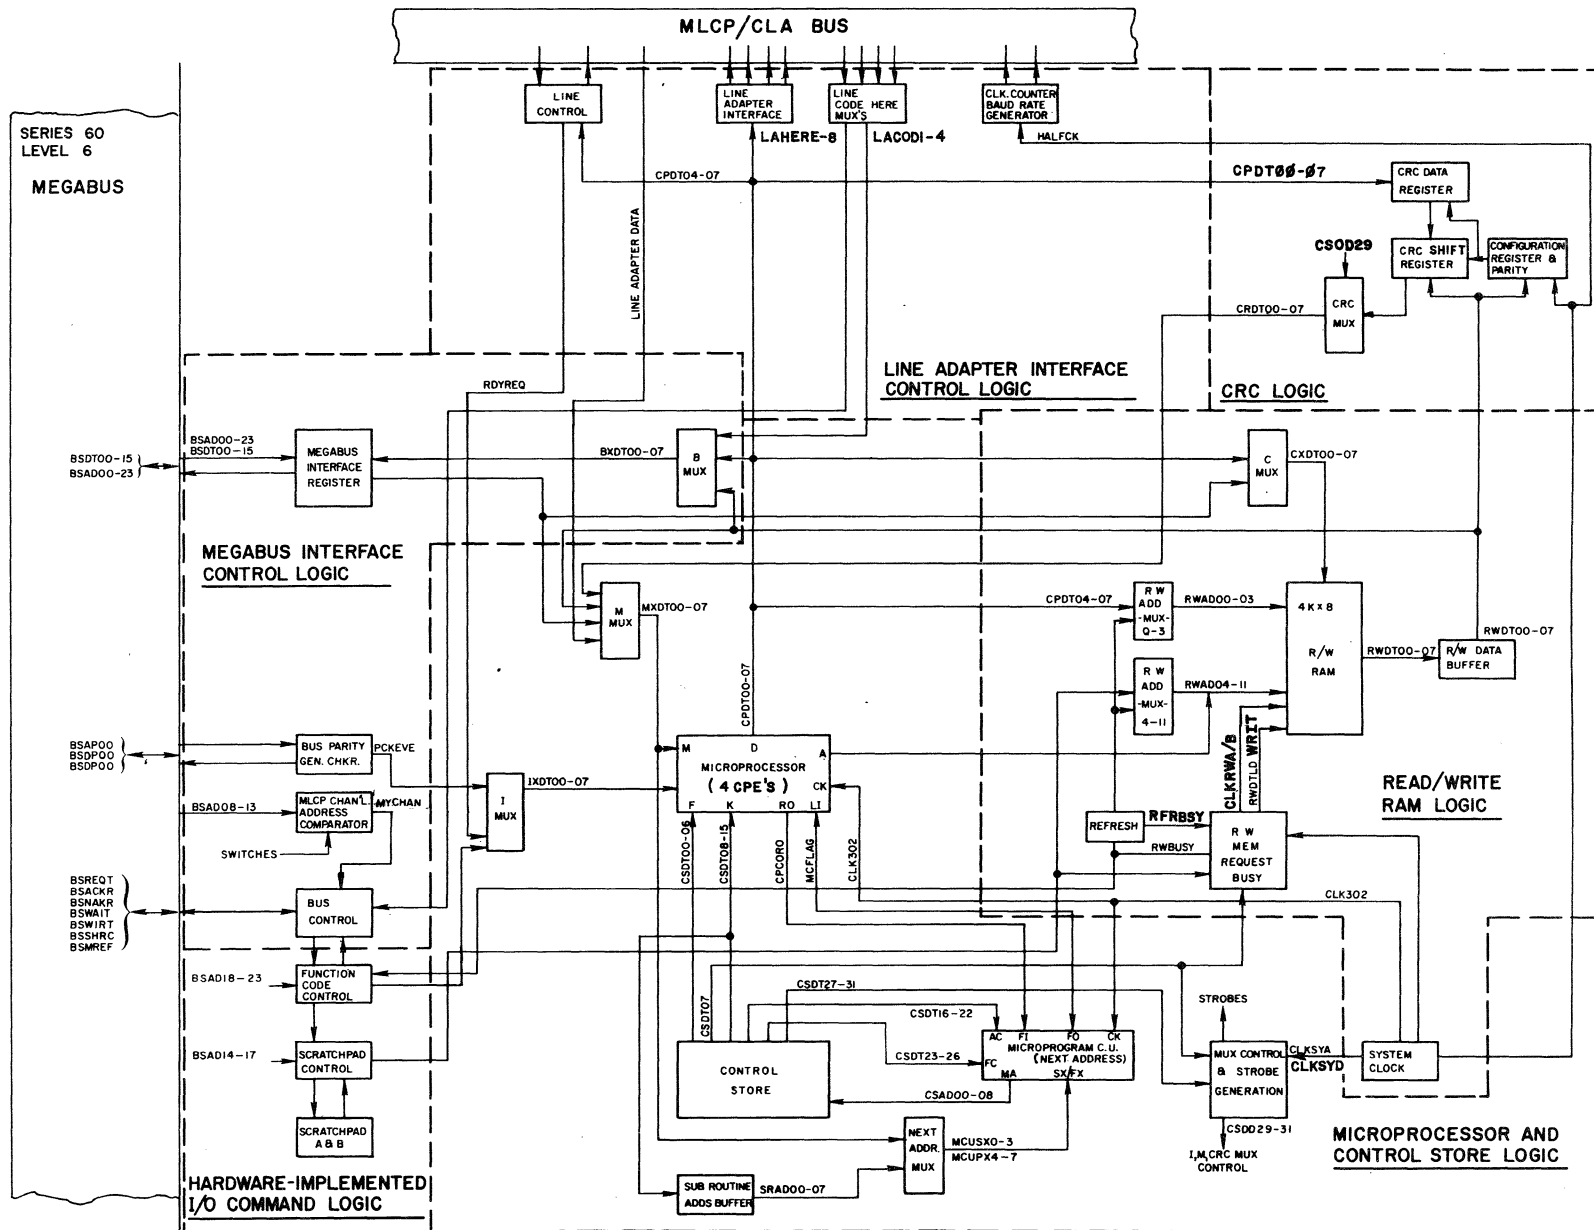 MLCP/CLA BUS
SERIES 60
LEVEL 6
MEGABUS
LINE
CONTROL
LINE
ADAPTER
INTERFACE
LINE
CODE HERE
MUX'S
CLK. COUNTER
BAUD RATE
GENERATOR
LAHERE-8
LACODI-4
HALFCK
CPDT04-07
CPDTØØ-Ø7
CRC DATA
REGISTER
LINE ADAPTER DATA
CSOD29
CRC SHIFT
REGISTER
CONFIGURATION
REGISTER &
PARITY
CRDT00-07
CRC
MUX
RDYREQ
LINE ADAPTER INTERFACE
CONTROL LOGIC
CRC LOGIC
BSDT00-15
BSAD00-23
BSAD00-23
BSDT00-15
MEGABUS
INTERFACE
REGISTER
BXDT00-07
B
MUX
C
MUX
CXDT00-07
MEGABUS INTERFACE
CONTROL LOGIC
M
MUX
MXDT00-07
CPDT04-07
R W
ADD
-MUX-
0-3
RWAD00-03
4K X 8
R/W
RAM
RWDT00-07
RWDT00-07
R/W DATA
BUFFER
R W
ADD
-MUX-
4-11
RWAD04-11
CPDT00-07
BSAP00
BSDP00
BSDP00
BUS PARITY
GEN. CHKR.
PCKEVE
M
D
A
MICROPROCESSOR
(4 CPE'S)
CK
F
K
RO
LI
CLKRWA/B
RWDTLD
WRIT
READ/WRITE
RAM LOGIC
BSAD08-13
MLCP CHAN'L.
ADDRESS
COMPARATOR
MYCHAN
I
MUX
IXDT00-07
SWITCHES
REFRESH
RFRBSY
RWBUSY
R W
MEM
REQUEST
BUSY
CSDT00-06
CSDT08-15
CPCORO
MCFLAG
CLK302
CLK302
BSREQT
BSACKR
BSNAKR
BSWAIT
BSWIRT
BSSHRC
BSMREF
BUS
CONTROL
BSAD18-23
FUNCTION
CODE
CONTROL
CSDT07
CSDT27-31
CSDT16-22
STROBES
BSAD14-17
SCRATCHPAD
CONTROL
CONTROL
STORE
CSDT23-26
AC
FI
FO
CK
MICROPROGRAM C.U.
(NEXT ADDRESS)
FC
MA
SX/FX
CSAD00-08
MUX CONTROL
& STROBE
GENERATION
CLKSYA
CLKSYD
SYSTEM
CLOCK
SCRATCHPAD
A & B
NEXT
ADDR.
MUX
MCUSX0-3
MCUPX4-7
CSDD29-31
I,M,CRC MUX
CONTROL
MICROPROCESSOR AND
CONTROL STORE LOGIC
HARDWARE-IMPLEMENTED
I/O COMMAND LOGIC
SUB ROUTINE
ADDS BUFFER
SRAD00-07